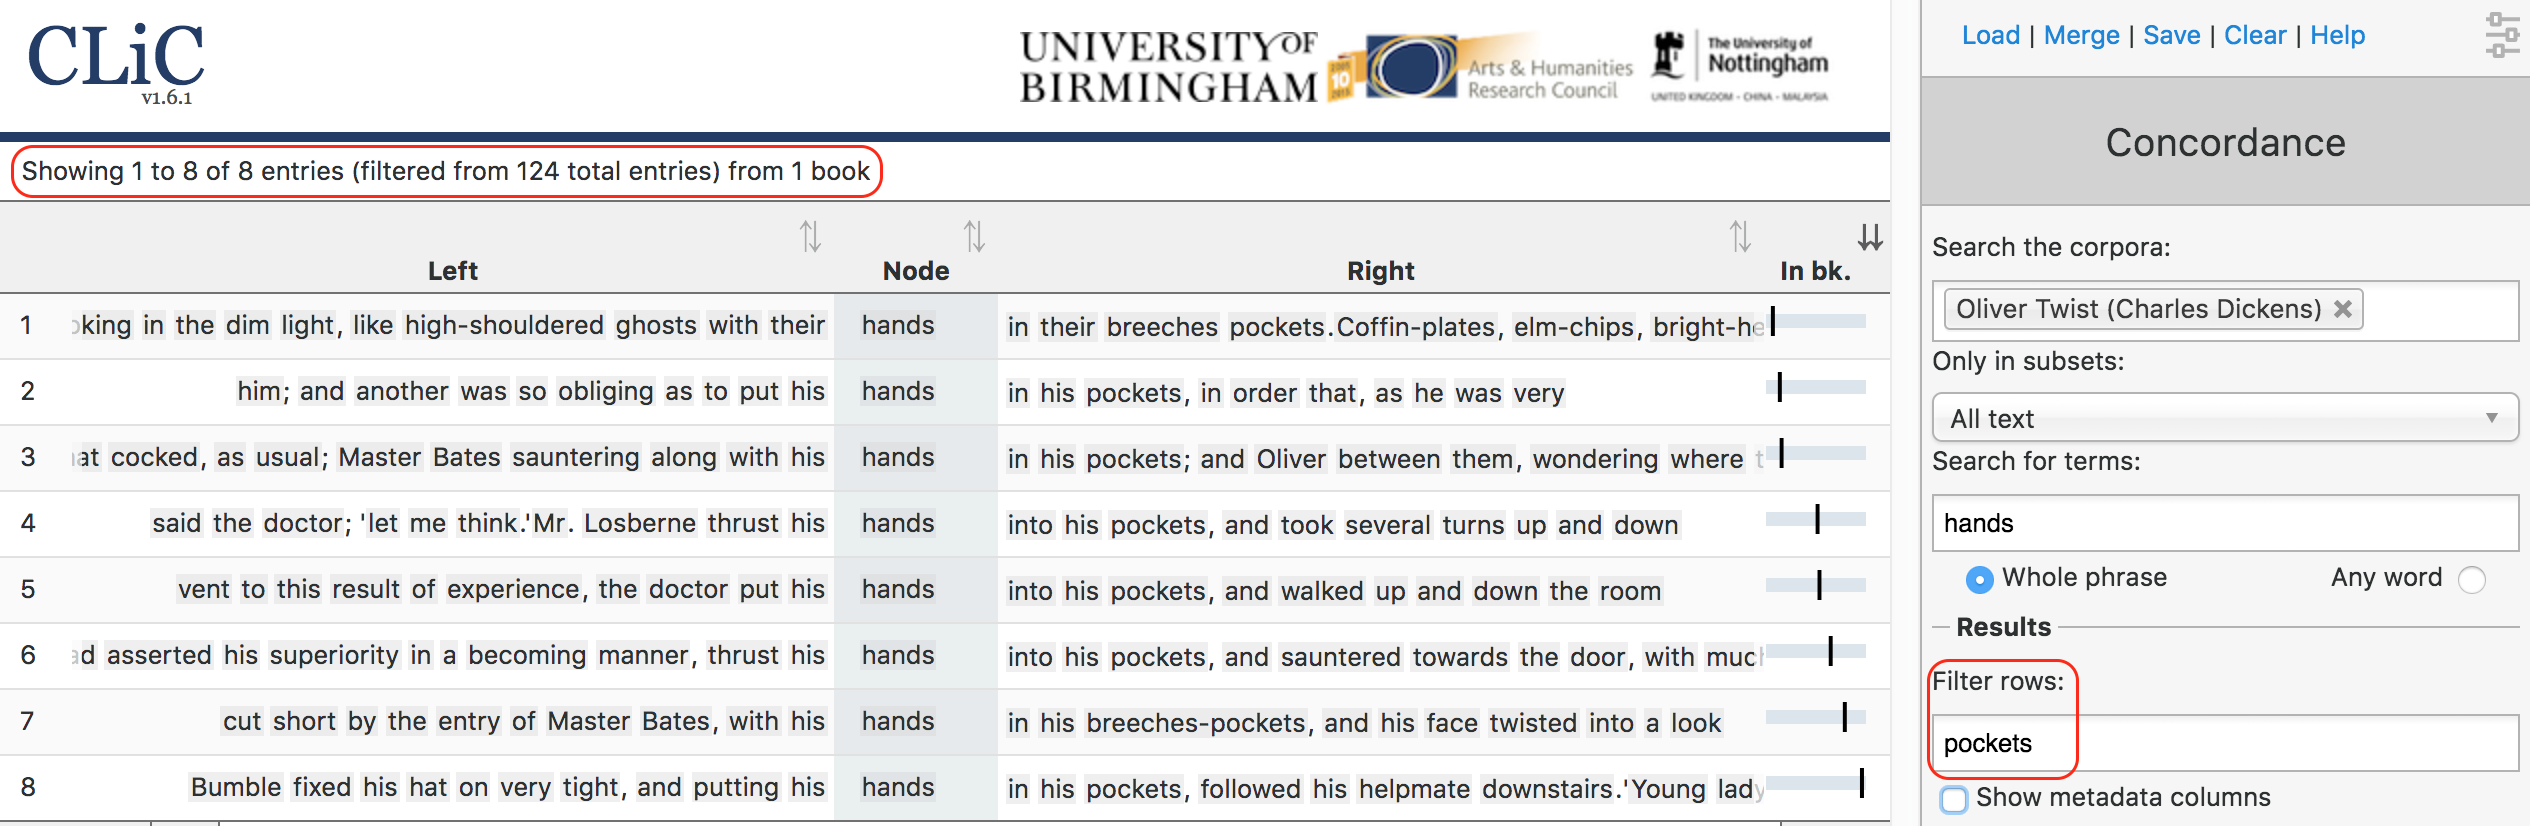 CLiC
v1.6.1
UNIVERSITY OF
BIRMINGHAM
10
Arts & Humanities
Research Council
The University of
Nottingham
UNITED KINGDOM · CHINA · MALAYSIA
Load | Merge | Save | Clear | Help
Showing 1 to 8 of 8 entries (filtered from 124 total entries) from 1 book
Left Node Right In bk.
1 oking in the dim light, like high-shouldered ghosts with their hands in their breeches pockets.Coffin-plates, elm-chips, bright-he
2 him; and another was so obliging as to put his hands in his pockets, in order that, as he was very
3 at cocked, as usual; Master Bates sauntering along with his hands in his pockets; and Oliver between them, wondering where t
4 said the doctor; 'let me think.'Mr. Losberne thrust his hands into his pockets, and took several turns up and down
5 vent to this result of experience, the doctor put his hands into his pockets, and walked up and down the room
6 ad asserted his superiority in a becoming manner, thrust his hands into his pockets, and sauntered towards the door, with much
7 cut short by the entry of Master Bates, with his hands in his breeches-pockets, and his face twisted into a look
8 Bumble fixed his hat on very tight, and putting his hands in his pockets, followed his helpmate downstairs.'Young lady
Concordance
Search the corpora:
Oliver Twist (Charles Dickens) ✖
Only in subsets:
All text
Search for terms:
hands
Whole phrase Any word
Results
Filter rows:
pockets
Show metadata columns